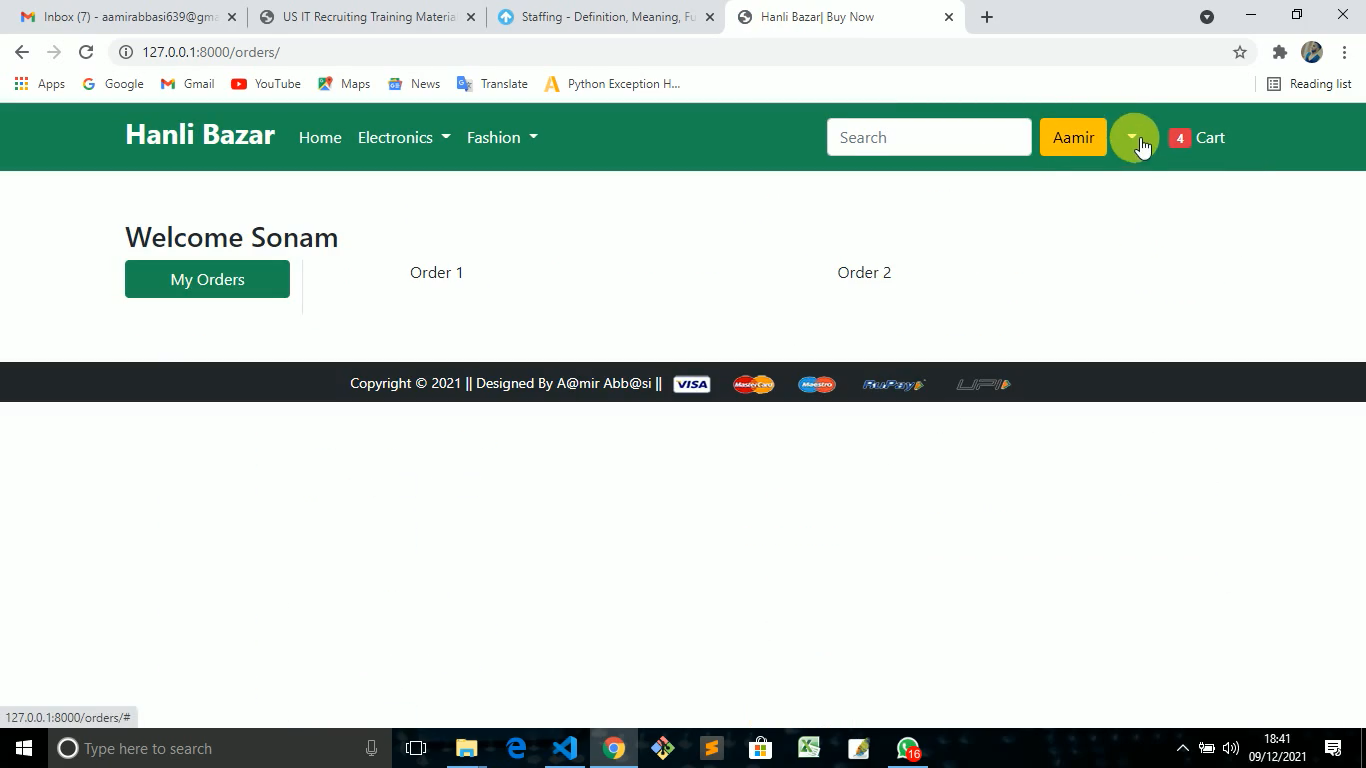 Inbox (7) - aamirabbasi639@gma
US IT Recruiting Training Materia
Staffing - Definition, Meaning, Fu
Hanli Bazar| Buy Now
127.0.0.1:8000/orders/
Apps
Google
Gmail
YouTube
Maps
News
Translate
Python Exception H...
Reading list
Hanli Bazar
Home
Electronics
Fashion
Search
Aamir
4 Cart
Welcome Sonam
My Orders
Order 1
Order 2
Copyright © 2021 || Designed By A@mir Abb@si ||
VISA
MasterCard
Maestro
RuPay
UPI
127.0.0.1:8000/orders/#
Type here to search
16
18:41
09/12/2021